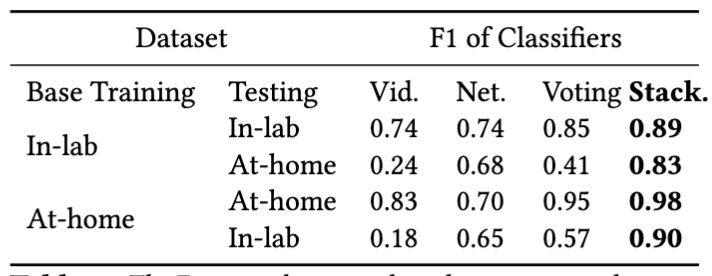 Dataset F1 of Classifiers
Base Training Testing Vid. Net. Voting Stack.
In-lab In-lab 0.74 0.74 0.85 0.89
At-home 0.24 0.68 0.41 0.83
At-home At-home 0.83 0.70 0.95 0.98
In-lab 0.18 0.65 0.57 0.90